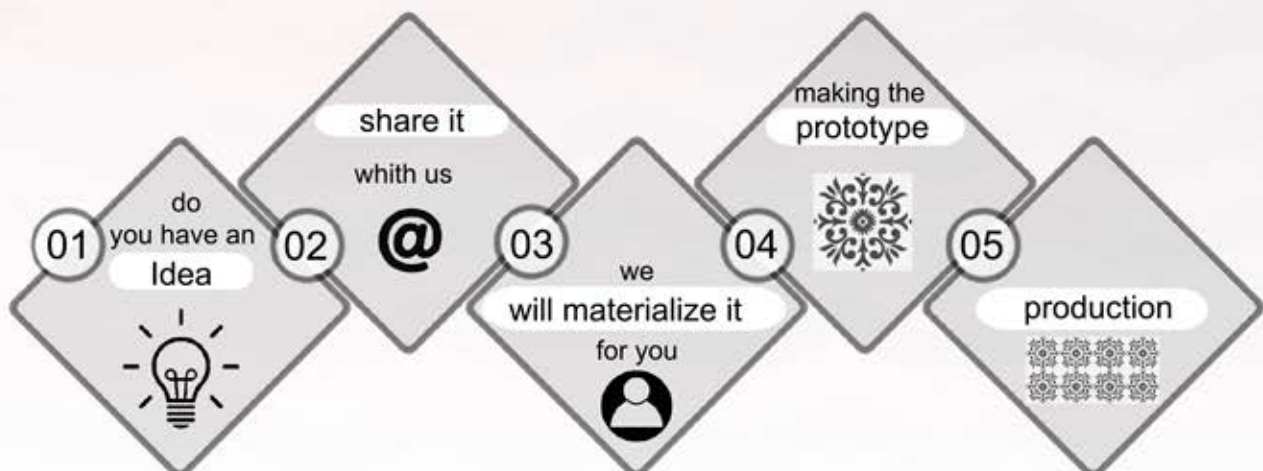 01
do
you have an
Idea
02
share it
whith us
@
03
we
will materialize it
for you
04
making the
prototype
05
production